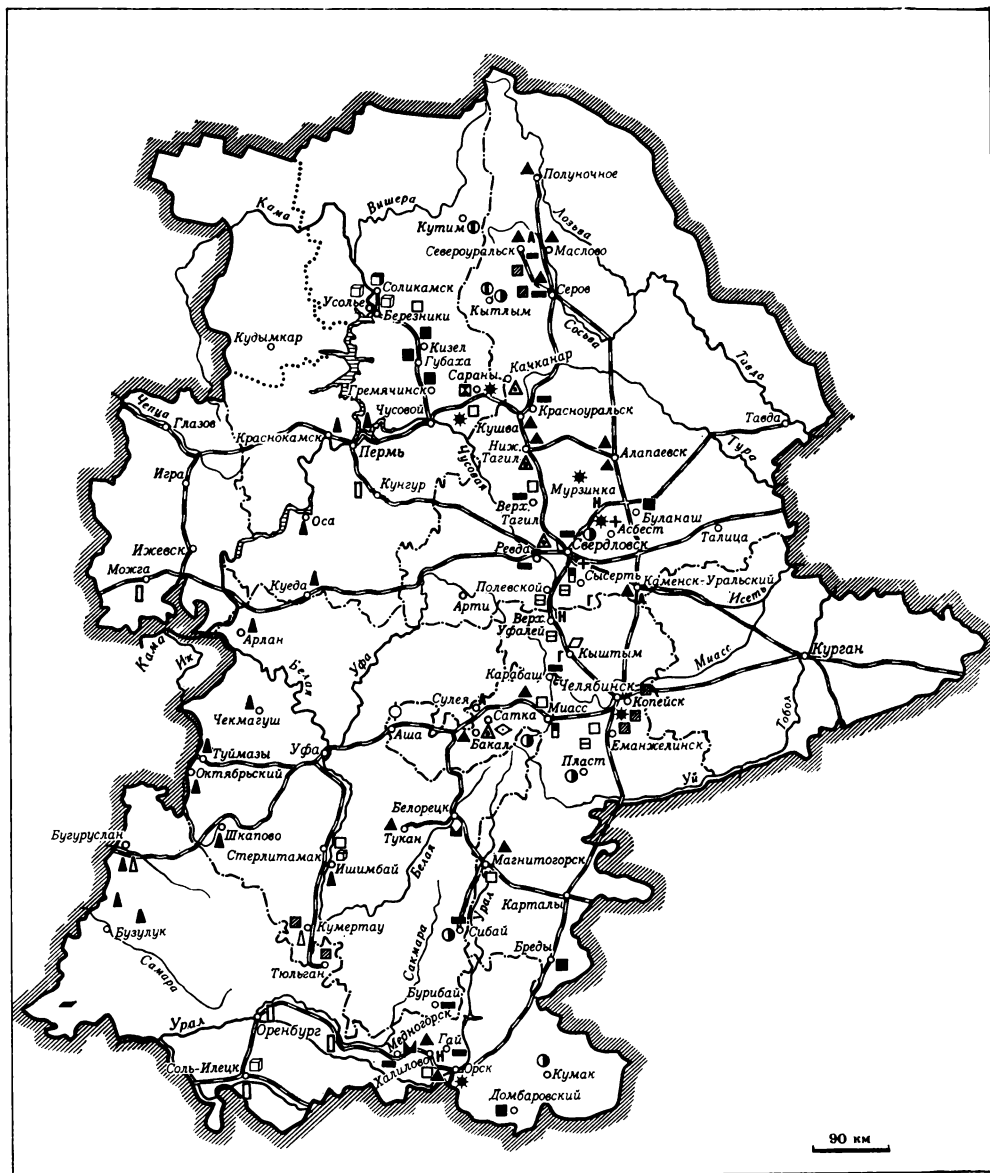 Полуночное
Кама
Вишера
Лозьва
Кутим
Североуральск
Маслово
Соликамск
Усолье
Березники
Кытлым
Серов
Сосьва
Кудымкар
Кизел
Губаха
Гремячинск
Качканар
Сараны
Тавда
Чепца
Глазов
Краснокамск
Чусовой
Кушва
Красноуральск
Тавда
Тура
Пермь
Чусовая
Ниж.
Тагил
Алапаевск
Игра
Кунгур
Мурзинка
Н
Верх.
Тагил
Буланаш
Оса
Асбест
Талица
Ижевск
Ревда
Свердловск
Можга
Куеда
Полевской
Сысерть
Каменск-Уральский
Исеть
Арти
Г
Арлан
Верх.
Уфалей
Н
Кама
Ик
Белая
Уфа
Г
Кыштым
Миасс
Курган
Карабаш
Челябинск
Тобол
Чекмагуш
Сулея
Сатка
Миасс
Копейск
Аша
Бакал
Еманжелинск
Туймазы
Уфа
Октябрьский
Пласт
Уй
Белорецк
Тукан
Бугуруслан
Шкапово
Стерлитамак
Ишимбай
Белая
Магнитогорск
Урал
Карталы
Бузулук
Кумертау
Сибай
Самара
Тюльган
Сакмара
Бреды
Бурибай
Урал
Оренбург
Медногорск
Гай
Халилово
Н
Орск
Соль-Илецк
Кумак
Домбаровский
90 км